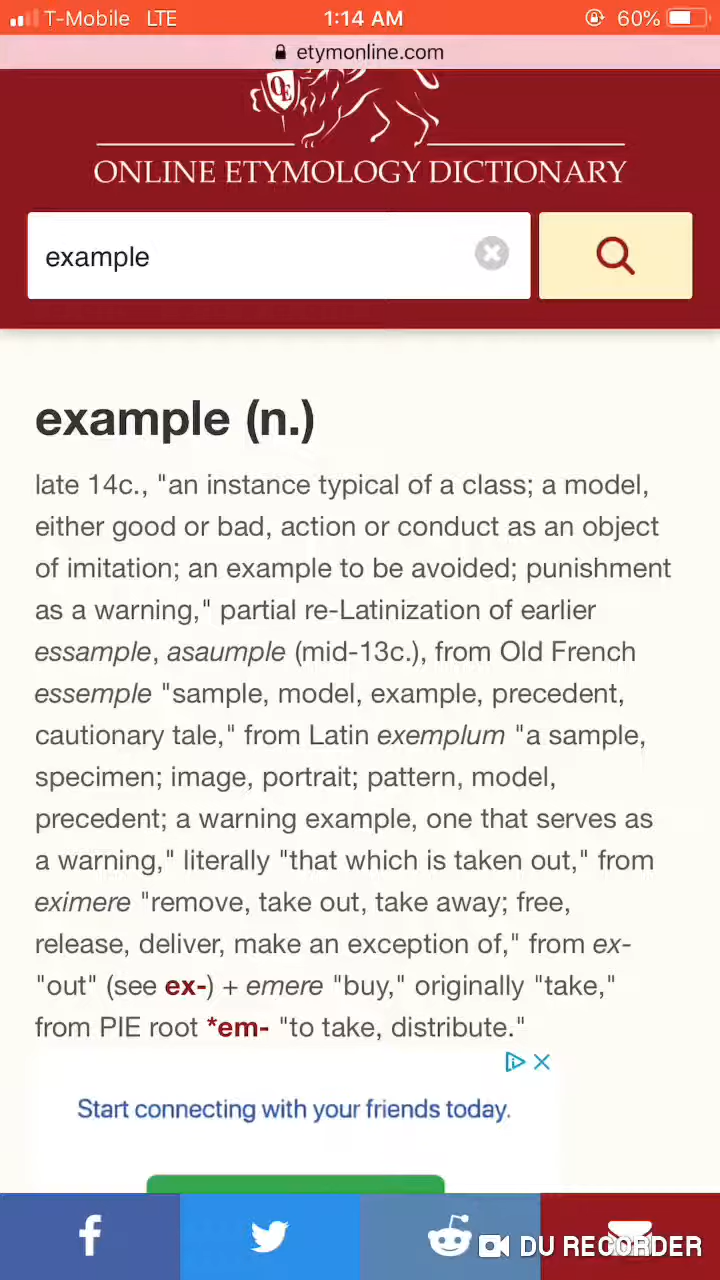 T-Mobile LTE 1:14 AM 60%
etymonline.com
OE
ONLINE ETYMOLOGY DICTIONARY
example
example (n.)
late 14c., "an instance typical of a class; a model,
either good or bad, action or conduct as an object
of imitation; an example to be avoided; punishment
as a warning," partial re-Latinization of earlier
essample, asaumple (mid-13c.), from Old French
essemple "sample, model, example, precedent,
cautionary tale," from Latin exemplum "a sample,
specimen; image, portrait; pattern, model,
precedent; a warning example, one that serves as
a warning," literally "that which is taken out," from
eximere "remove, take out, take away; free,
release, deliver, make an exception of," from ex-
"out" (see ex-) + emere "buy," originally "take,"
from PIE root *em- "to take, distribute."
Start connecting with your friends today.
DU RECORDER